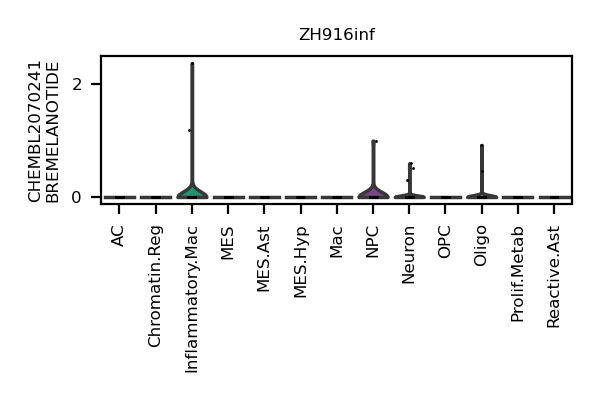 ZH916inf
CHEMBL2070241
BREMELANOTIDE
2
0
AC
Chromatin.Reg
Inflammatory.Mac
MES
MES.Ast
MES.Hyp
Mac
NPC
Neuron
OPC
Oligo
Prolif.Metab
Reactive.Ast